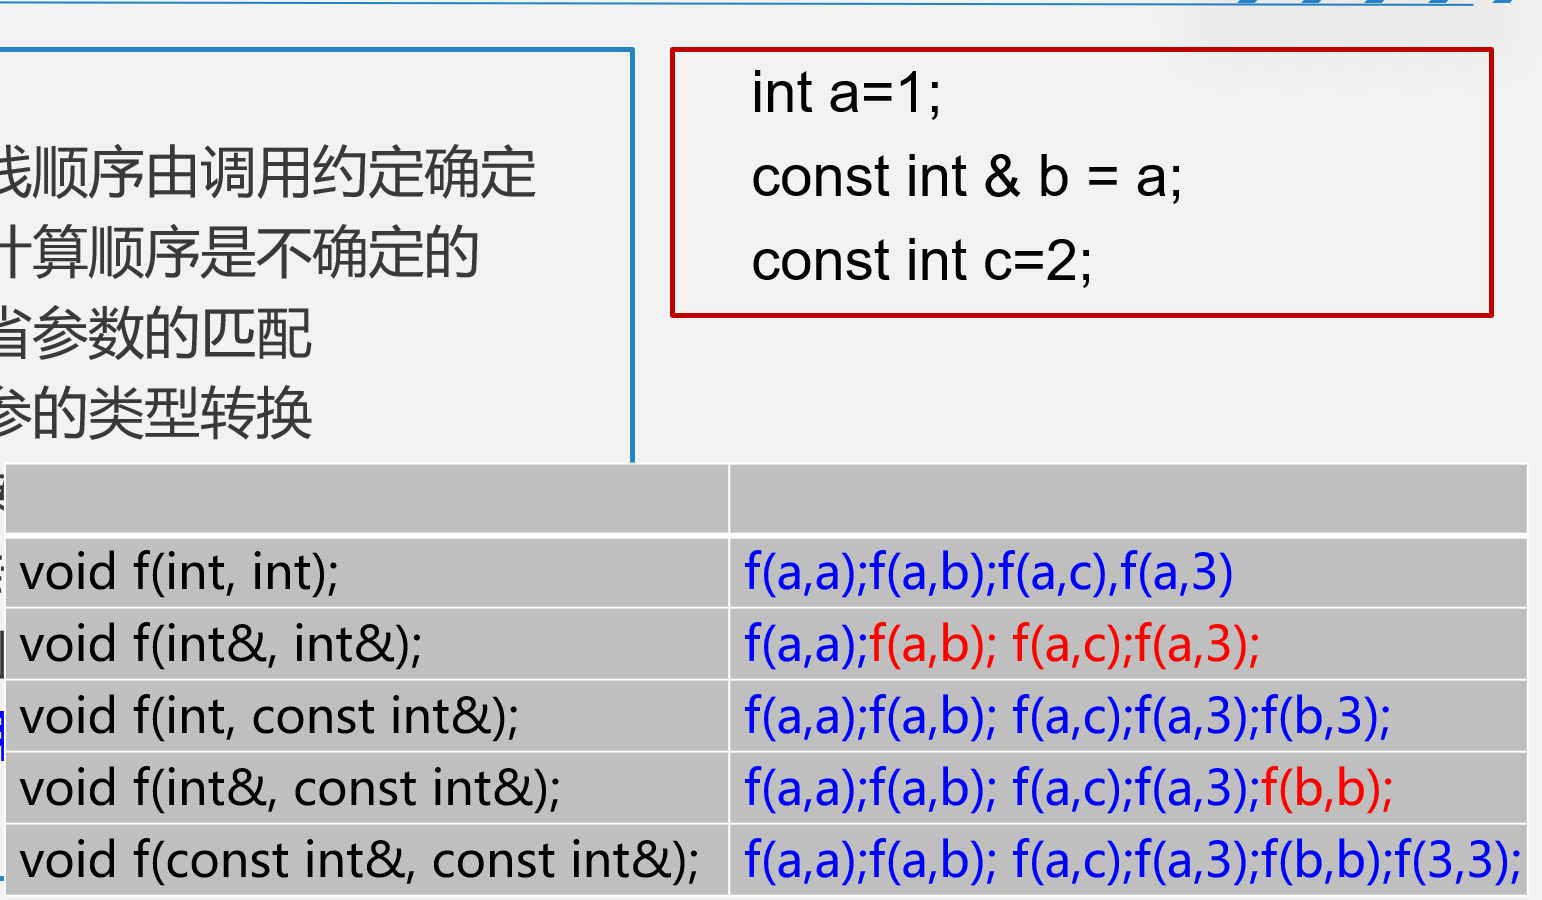 顺序由调用约定确定
算顺序是不确定的
省参数的匹配
参的类型转换
int a=1;
const int & b = a;
const int c=2;
void f(int, int); f(a,a);f(a,b);f(a,c),f(a,3)
void f(int&, int&); f(a,a);f(a,b); f(a,c);f(a,3);
void f(int, const int&); f(a,a);f(a,b); f(a,c);f(a,3);f(b,3);
void f(int&, const int&); f(a,a);f(a,b); f(a,c);f(a,3);f(b,b);
void f(const int&, const int&); f(a,a);f(a,b); f(a,c);f(a,3);f(b,b);f(3,3);